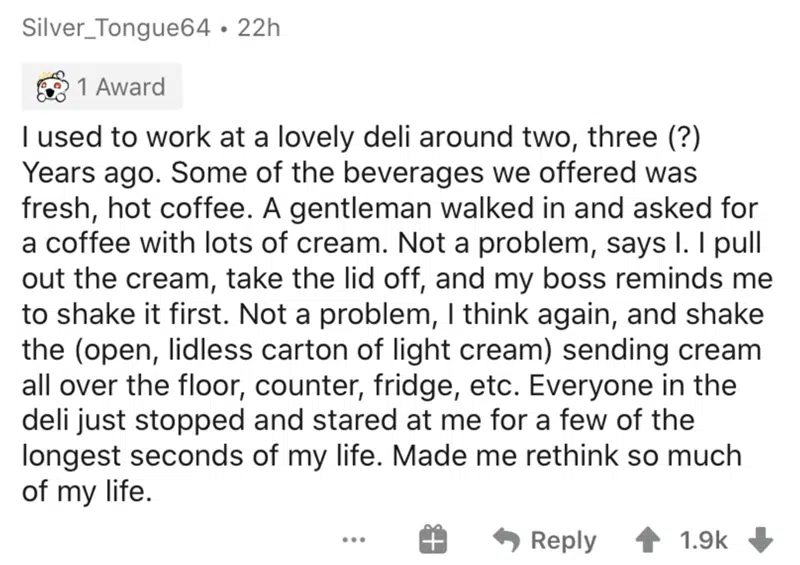 Silver_Tongue64 • 22h
1 Award
I used to work at a lovely deli around two, three (?)
Years ago. Some of the beverages we offered was
fresh, hot coffee. A gentleman walked in and asked for
a coffee with lots of cream. Not a problem, says I. I pull
out the cream, take the lid off, and my boss reminds me
to shake it first. Not a problem, I think again, and shake
the (open, lidless carton of light cream) sending cream
all over the floor, counter, fridge, etc. Everyone in the
deli just stopped and stared at me for a few of the
longest seconds of my life. Made me rethink so much
of my life.
... Reply 1.9k